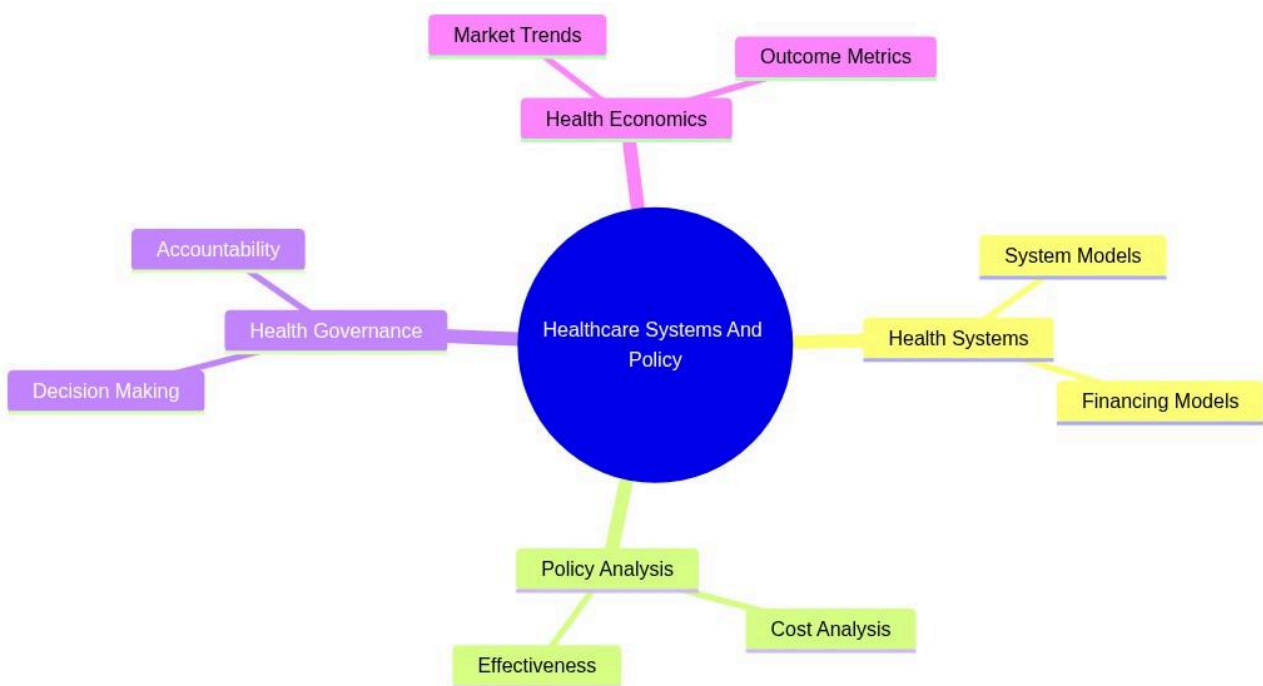 Market Trends
Outcome Metrics
Health Economics
Accountability
System Models
Health Governance
Healthcare Systems And
Policy
Health Systems
Decision Making
Financing Models
Policy Analysis
Cost Analysis
Effectiveness